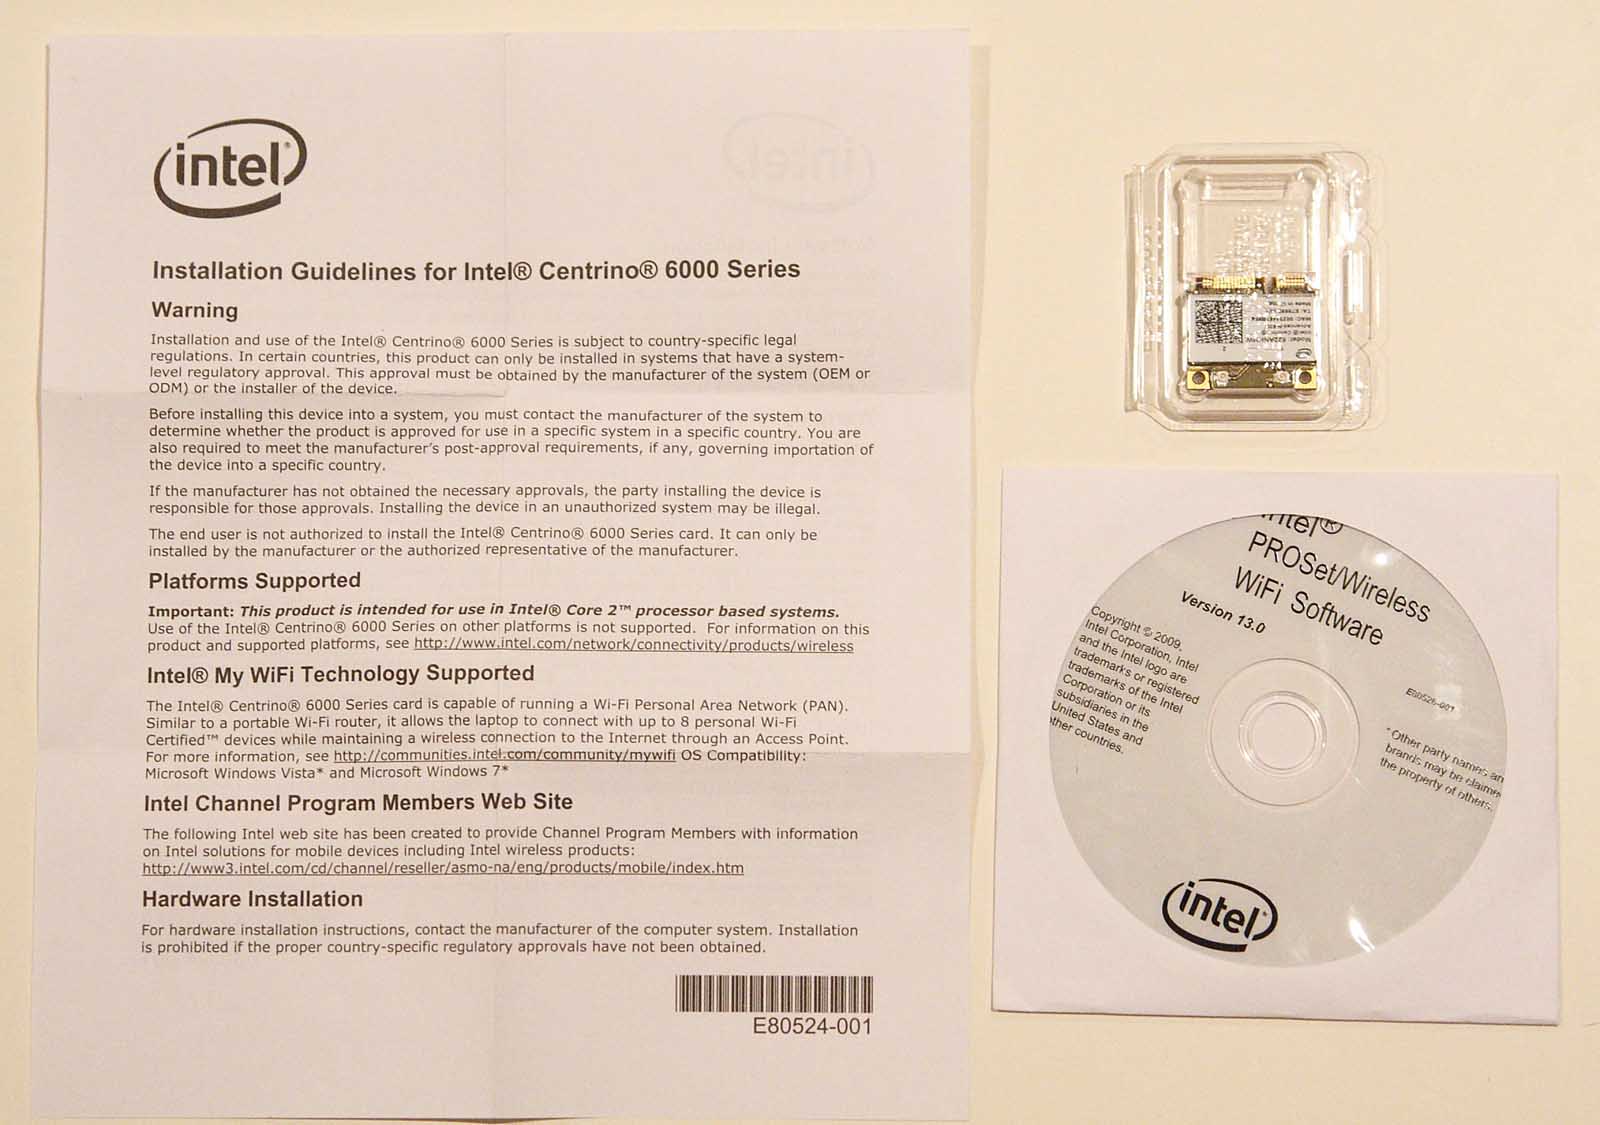 intel®
Installation Guidelines for Intel® Centrino® 6000 Series
Warning
Installation and use of the Intel® Centrino® 6000 Series is subject to country-specific legal
regulations. In certain countries, this product can only be installed in systems that have a system-
level regulatory approval. This approval must be obtained by the manufacturer of the system (OEM or
ODM) or the installer of the device.
Before installing this device into a system, you must contact the manufacturer of the system to
determine whether the product is approved for use in a specific system in a specific country. You are
also required to meet the manufacturer's post-approval requirements, if any, governing importation of
the device into a specific country.
If the manufacturer has not obtained the necessary approvals, the party installing the device is
responsible for those approvals. Installing the device in an unauthorized system may be illegal.
The end user is not authorized to install the Intel® Centrino® 6000 Series card. It can only be
installed by the manufacturer or the authorized representative of the manufacturer.
Platforms Supported
Important: This product is intended for use in Intel® Core 2™ processor based systems.
Use of the Intel® Centrino® 6000 Series on other platforms is not supported. For information on this
product and supported platforms, see http://www.intel.com/network/connectivity/products/wireless
Intel® My WiFi Technology Supported
The Intel® Centrino® 6000 Series card is capable of running a Wi-Fi Personal Area Network (PAN).
Similar to a portable Wi-Fi router, it allows the laptop to connect with up to 8 personal Wi-Fi
Certified™ devices while maintaining a wireless connection to the Internet through an Access Point.
For more information, see http://communities.intel.com/community/mywifi OS Compatibility:
Microsoft Windows Vista* and Microsoft Windows 7*
Intel Channel Program Members Web Site
The following Intel web site has been created to provide Channel Program Members with information
on Intel solutions for mobile devices including Intel wireless products:
http://www3.intel.com/cd/channel/reseller/asmo-na/eng/products/mobile/index.htm
Hardware Installation
For hardware installation instructions, contact the manufacturer of the computer system. Installation
is prohibited if the proper country-specific regulatory approvals have not been obtained.
E80524-001
Intel®
PROSet/Wireless
WiFi Software
Version 13.0
Copyright © 2009,
Intel Corporation, Intel
and the Intel logo are
trademarks or registered
trademarks of the Intel
Corporation or its
subsidiaries in the
United States and
other countries.
E80526-001
*Other party names an
brands may be claime
the property of others.
intel®